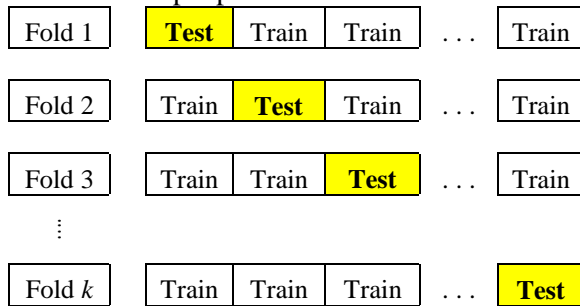 Fold 1 Test Train Train . . . Train
Fold 2 Train Test Train . . . Train
Fold 3 Train Train Test . . . Train
Fold k Train Train Train . . . Test